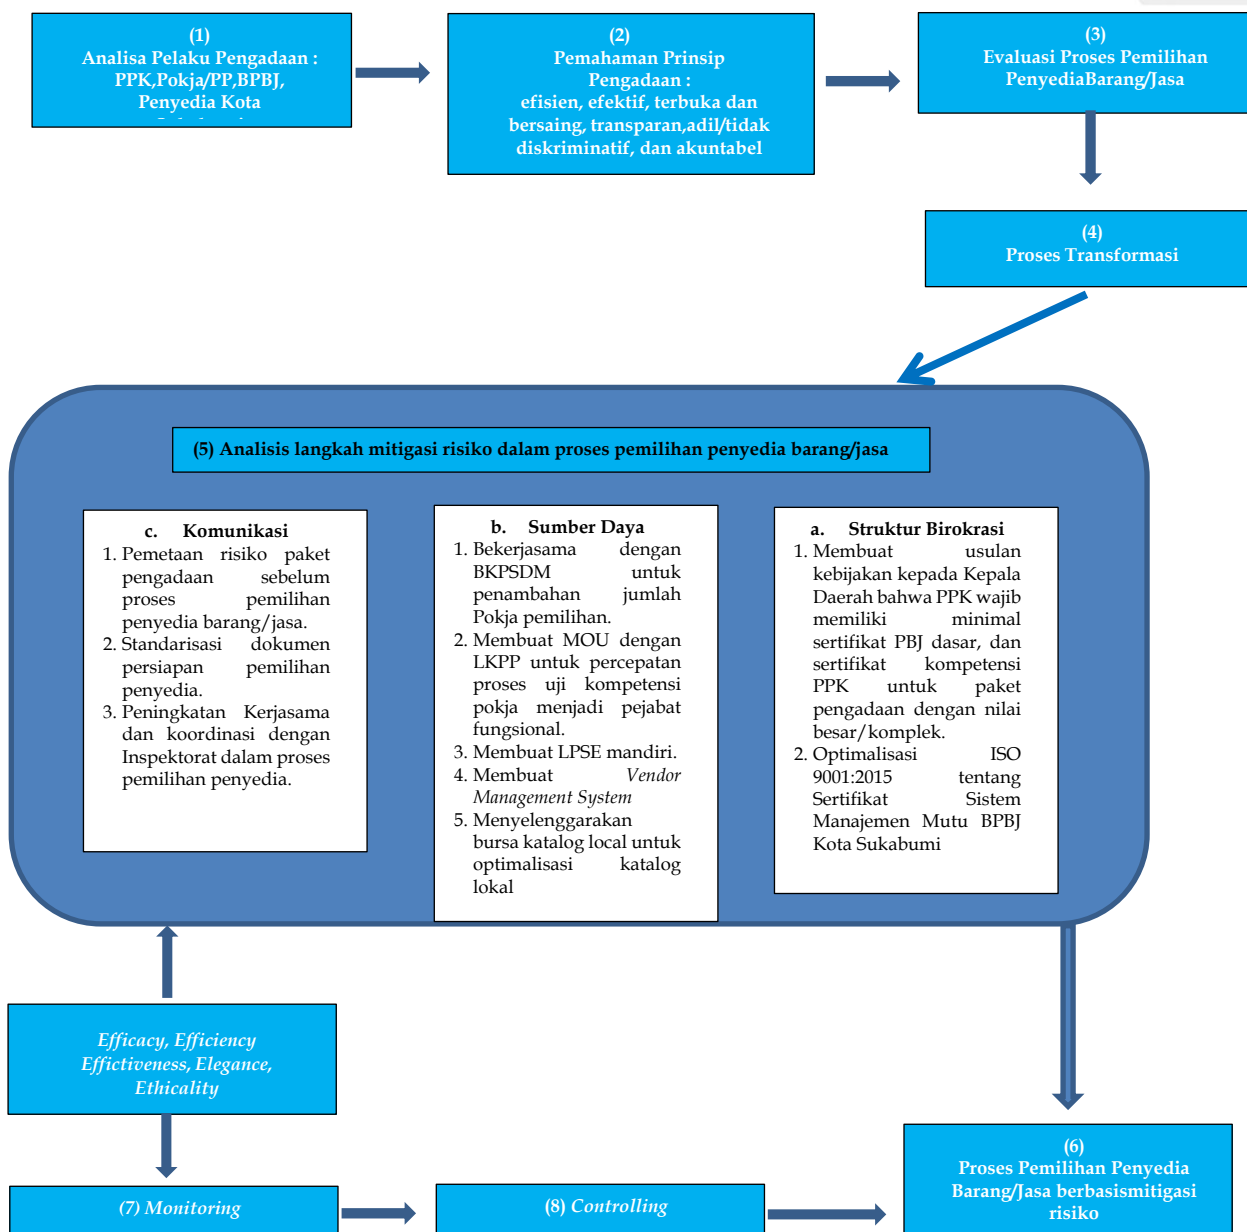 (1)
Analisa Pelaku Pengadaan :
PPK,Pokja/PP,BPBJ,
Penyedia Kota
(2)
Pemahaman Prinsip
Pengadaan :
efisien, efektif, terbuka dan
bersaing, transparan,adil/tidak
diskriminatif, dan akuntabel
(3)
Evaluasi Proses Pemilihan
PenyediaBarang/Jasa
(4)
Proses Transformasi
(5) Analisis langkah mitigasi risiko dalam proses pemilihan penyedia barang/jasa
c. Komunikasi
1. Pemetaan risiko paket
pengadaan sebelum
proses pemilihan
penyedia barang/jasa.
2. Standarisasi dokumen
persiapan pemilihan
penyedia.
3. Peningkatan Kerjasama
dan koordinasi dengan
Inspektorat dalam proses
pemilihan penyedia.
b. Sumber Daya
1. Bekerjasama dengan
BKPSDM untuk
penambahan jumlah
Pokja pemilihan.
2. Membuat MOU dengan
LKPP untuk percepatan
proses uji kompetensi
pokja menjadi pejabat
fungsional.
3. Membuat LPSE mandiri.
4. Membuat Vendor
Management System
5. Menyelenggarakan
bursa katalog local untuk
optimalisasi katalog
lokal
a. Struktur Birokrasi
1. Membuat usulan
kebijakan kepada Kepala
Daerah bahwa PPK wajib
memiliki minimal
sertifikat PBJ dasar, dan
sertifikat kompetensi
PPK untuk paket
pengadaan dengan nilai
besar/komplek.
2. Optimalisasi ISO
9001:2015 tentang
Sertifikat Sistem
Manajemen Mutu BPBJ
Kota Sukabumi
Efficacy, Efficiency
Effictiveness, Elegance,
Ethicality
(6)
Proses Pemilihan Penyedia
Barang/Jasa berbasismitigasi
risiko
(7) Monitoring
(8) Controlling